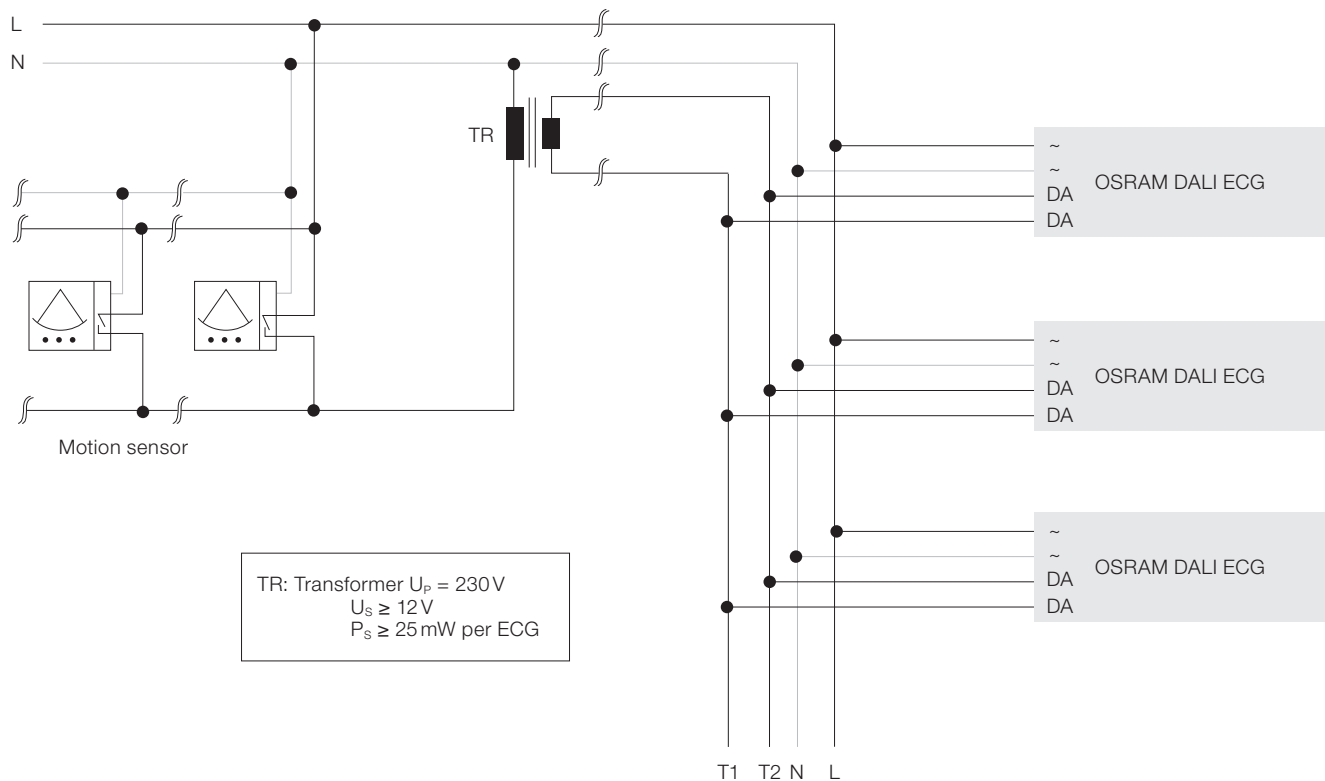 L
N
TR
~
~
DA
DA
OSRAM DALI ECG
~
~
DA
DA
OSRAM DALI ECG
Motion sensor
~
~
DA
DA
OSRAM DALI ECG
TR: Transformer Uₚ = 230 V
Uₛ ≥ 12 V
Pₛ ≥ 25 mW per ECG
T1 T2 N L